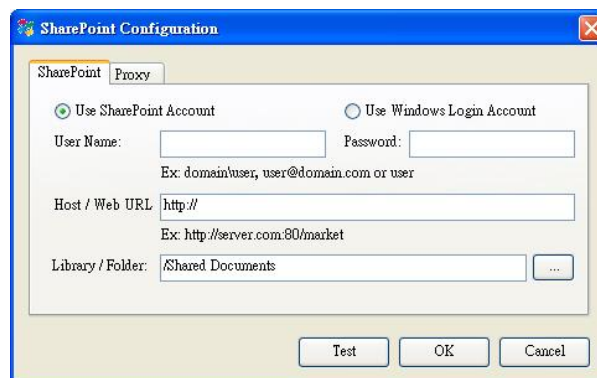 SharePoint Configuration
SharePoint Proxy
Use SharePoint Account Use Windows Login Account
User Name: Password:
Ex: domain\user, user@domain.com or user
Host / Web URL http://
Ex: http://server.com:80/market
Library / Folder: /Shared Documents ...
Test OK Cancel